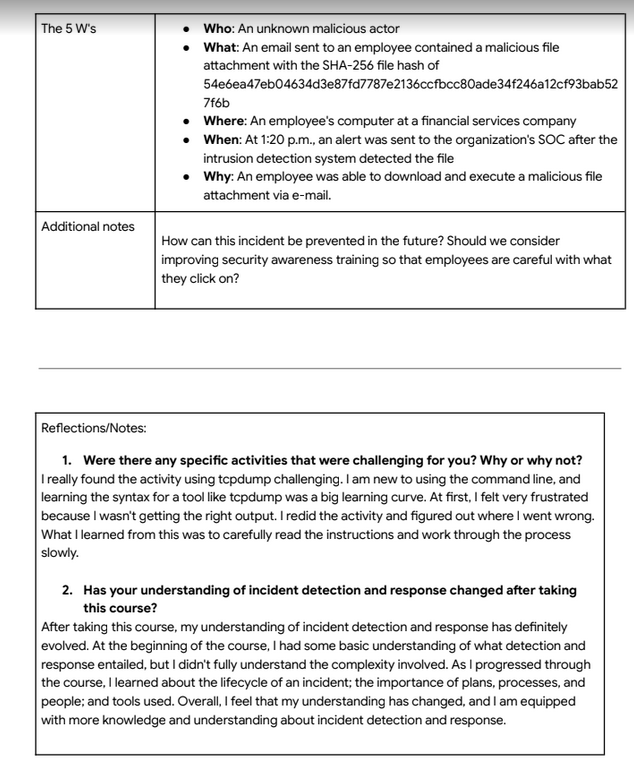 The 5 W's
● Who: An unknown malicious actor
● What: An email sent to an employee contained a malicious file
attachment with the SHA-256 file hash of
54e6ea47eb04634d3e87fd7787e2136ccfbcc80ade34f246a12cf93bab52
7f6b
● Where: An employee's computer at a financial services company
● When: At 1:20 p.m., an alert was sent to the organization's SOC after the
intrusion detection system detected the file
● Why: An employee was able to download and execute a malicious file
attachment via e-mail.
Additional notes
How can this incident be prevented in the future? Should we consider
improving security awareness training so that employees are careful with what
they click on?
Reflections/Notes:
1. Were there any specific activities that were challenging for you? Why or why not?
I really found the activity using tcpdump challenging. I am new to using the command line, and
learning the syntax for a tool like tcpdump was a big learning curve. At first, I felt very frustrated
because I wasn't getting the right output. I redid the activity and figured out where I went wrong.
What I learned from this was to carefully read the instructions and work through the process
slowly.
2. Has your understanding of incident detection and response changed after taking
this course?
After taking this course, my understanding of incident detection and response has definitely
evolved. At the beginning of the course, I had some basic understanding of what detection and
response entailed, but I didn't fully understand the complexity involved. As I progressed through
the course, I learned about the lifecycle of an incident; the importance of plans, processes, and
people; and tools used. Overall, I feel that my understanding has changed, and I am equipped
with more knowledge and understanding about incident detection and response.